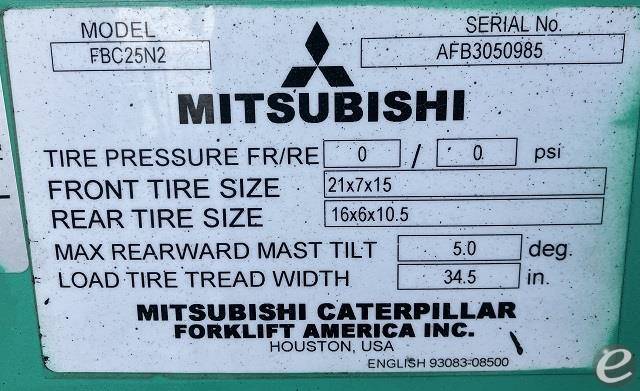 MODEL SERIAL No.
FBC25N2 AFB3050985
MITSUBISHI
TIRE PRESSURE FR/RE 0 / 0 psi
FRONT TIRE SIZE 21x7x15
REAR TIRE SIZE 16x6x10.5
MAX REARWARD MAST TILT 5.0 deg.
LOAD TIRE TREAD WIDTH 34.5 in.
MITSUBISHI CATERPILLAR
FORKLIFT AMERICA INC.
HOUSTON, USA
ENGLISH 93083-08500
e